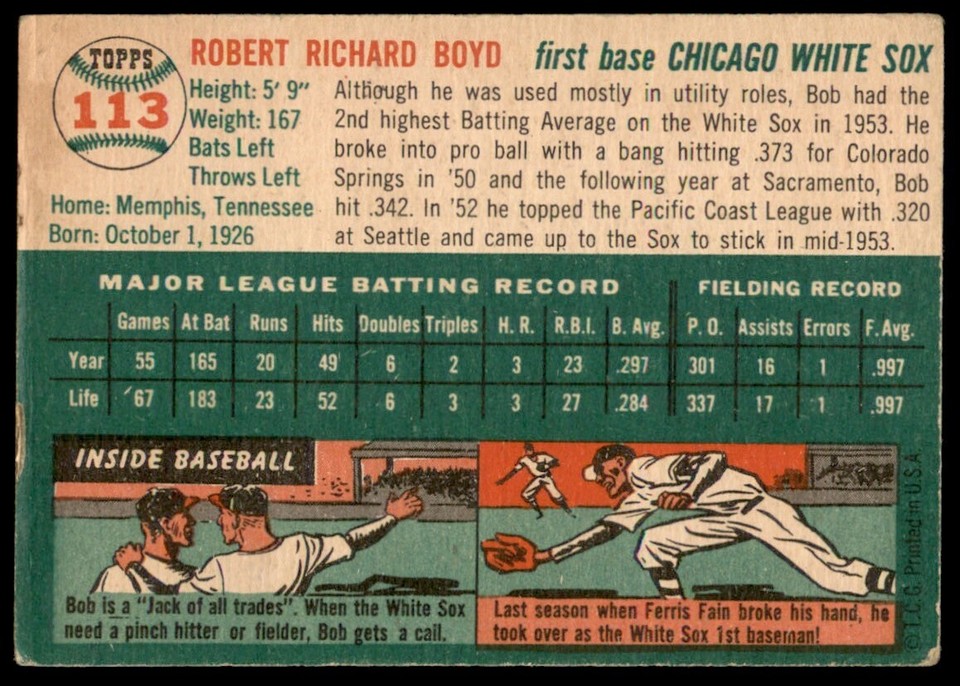 TOPPS
113
ROBERT RICHARD BOYD first base CHICAGO WHITE SOX
Height: 5' 9"
Weight: 167
Bats Left
Throws Left
Home: Memphis, Tennessee
Born: October 1, 1926
Although he was used mostly in utility roles, Bob had the
2nd highest Batting Average on the White Sox in 1953. He
broke into pro ball with a bang hitting .373 for Colorado
Springs in '50 and the following year at Sacramento, Bob
hit .342. In '52 he topped the Pacific Coast League with .320
at Seattle and came up to the Sox to stick in mid-1953.
MAJOR LEAGUE BATTING RECORD FIELDING RECORD
Games At Bat Runs Hits Doubles Triples H. R. R.B.I. B. Avg. P. O. Assists Errors F. Avg.
Year 55 165 20 49 6 2 3 23 .297 301 16 1 .997
Life 67 183 23 52 6 3 3 27 .284 337 17 1 .997
INSIDE BASEBALL
Bob is a "Jack of all trades". When the White Sox
need a pinch hitter or fielder, Bob gets a call.
Last season when Ferris Fain broke his hand, he
took over as the White Sox 1st baseman!
© T.C.G. Printed in U.S.A.